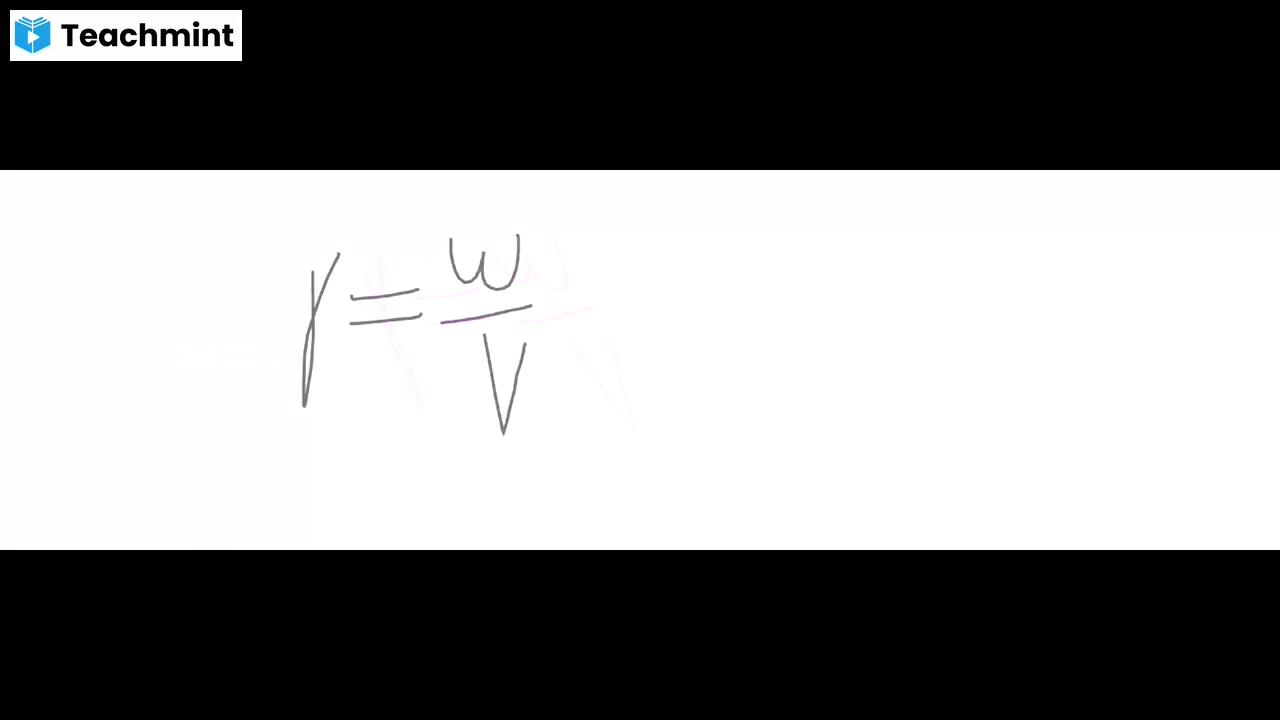 Teachmint
γ = w / V